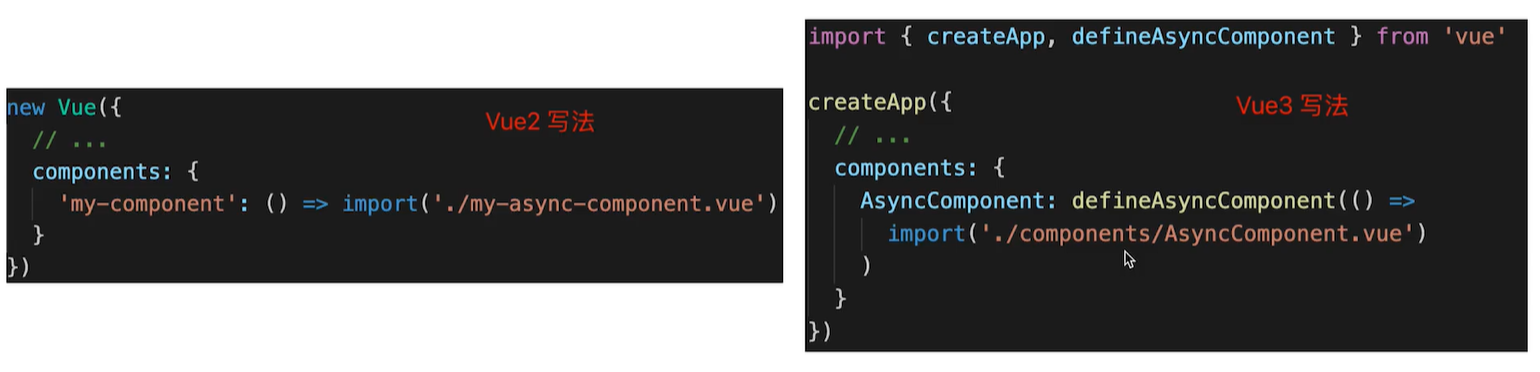 new Vue({
Vue2 写法
// ...
components: {
'my-component': () => import('./my-async-component.vue')
}
})
import { createApp, defineAsyncComponent } from 'vue'
createApp({
Vue3 写法
// ...
components: {
AsyncComponent: defineAsyncComponent(() =>
import('./components/AsyncComponent.vue')
)
}
})